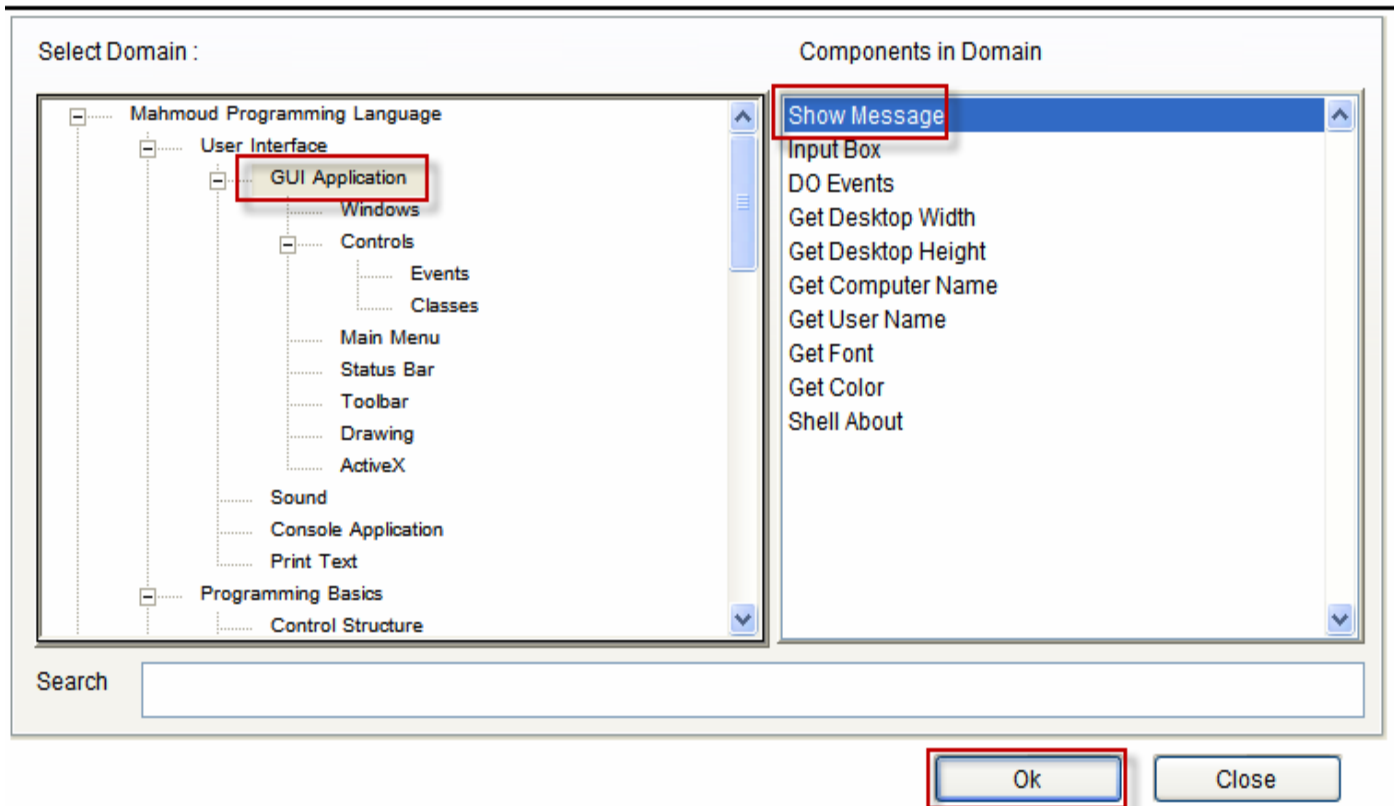 Select Domain :
Mahmoud Programming Language
User Interface
GUI Application
Windows
Controls
Events
Classes
Main Menu
Status Bar
Toolbar
Drawing
ActiveX
Sound
Console Application
Print Text
Programming Basics
Control Structure
Components in Domain
Show Message
Input Box
DO Events
Get Desktop Width
Get Desktop Height
Get Computer Name
Get User Name
Get Font
Get Color
Shell About
Search
Ok
Close